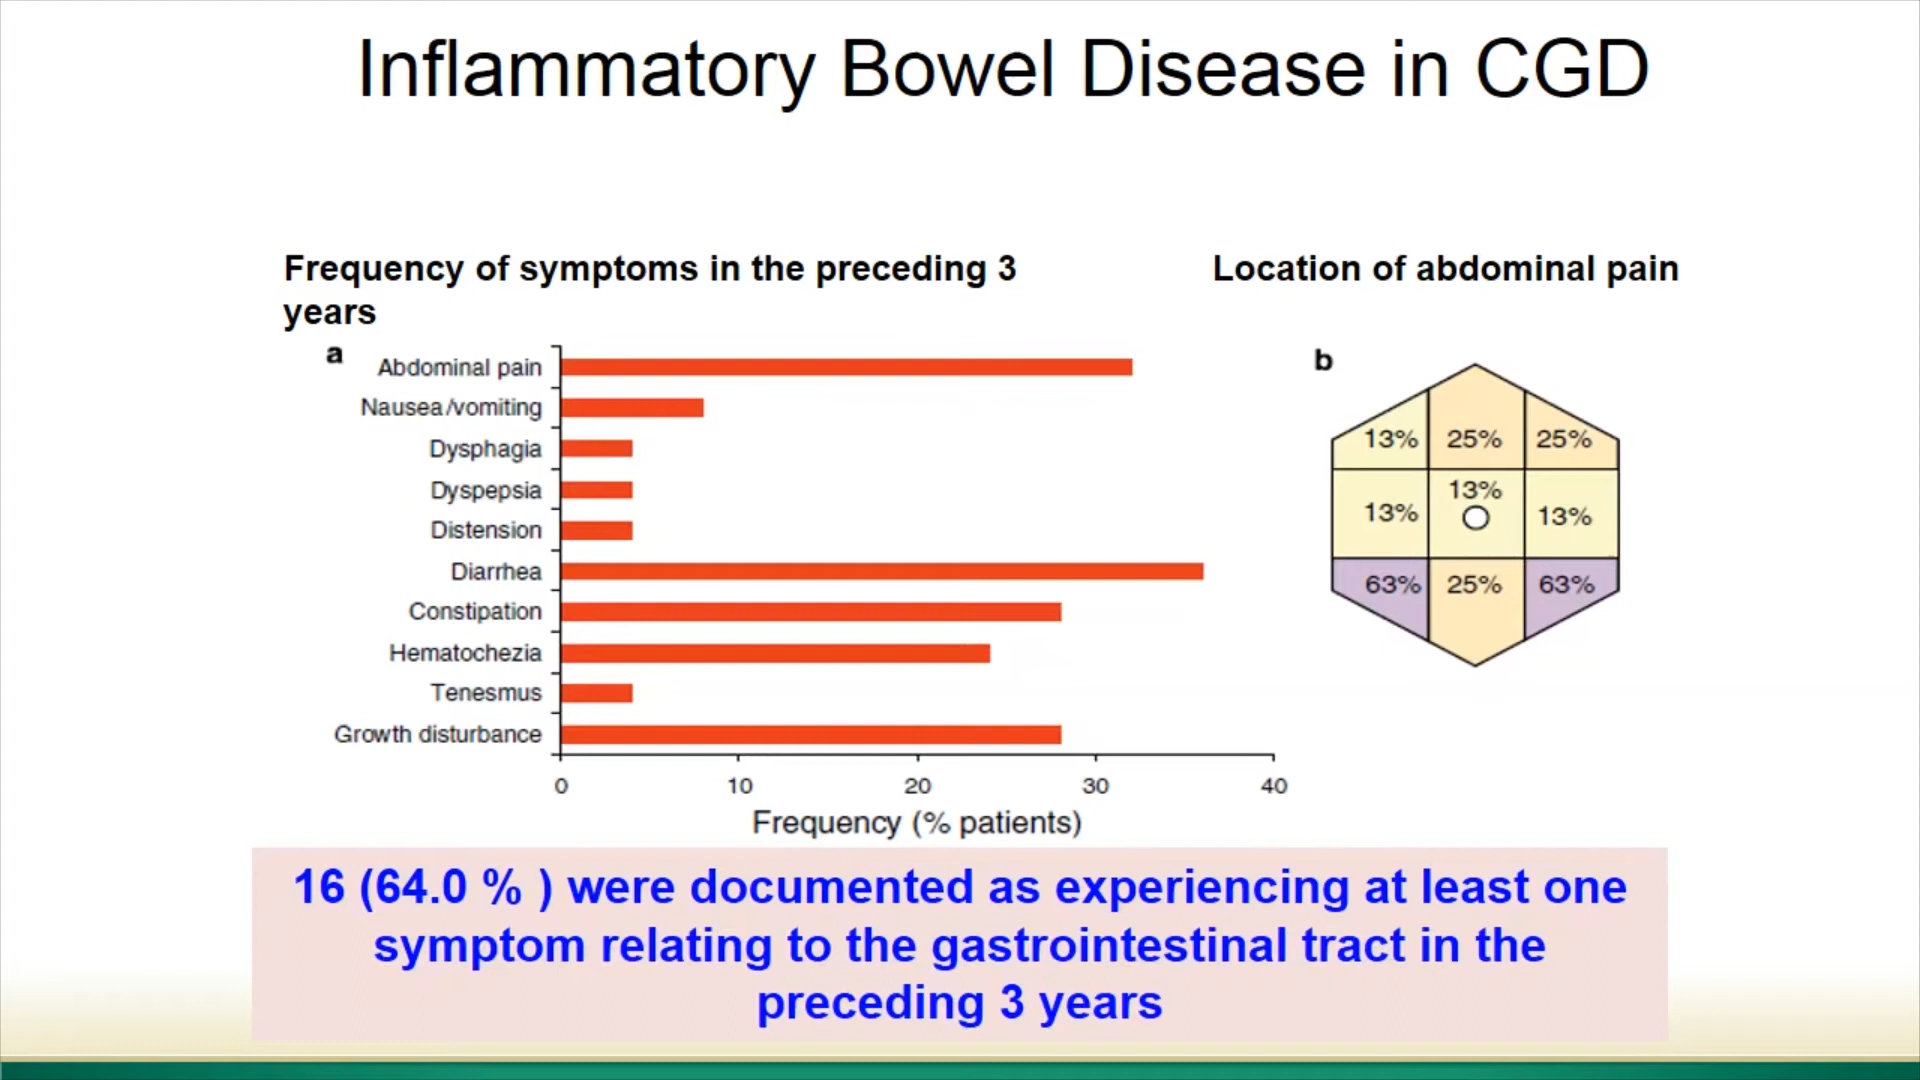 Inflammatory Bowel Disease in CGD
Frequency of symptoms in the preceding 3
years
Location of abdominal pain
a
Abdominal pain
Nausea/vomiting
Dysphagia
Dyspepsia
Distension
Diarrhea
Constipation
Hematochezia
Tenesmus
Growth disturbance
0 10 20 30 40
Frequency (% patients)
b
13% 25% 25%
13% 13% 13%
63% 25% 63%
16 (64.0 % ) were documented as experiencing at least one
symptom relating to the gastrointestinal tract in the
preceding 3 years